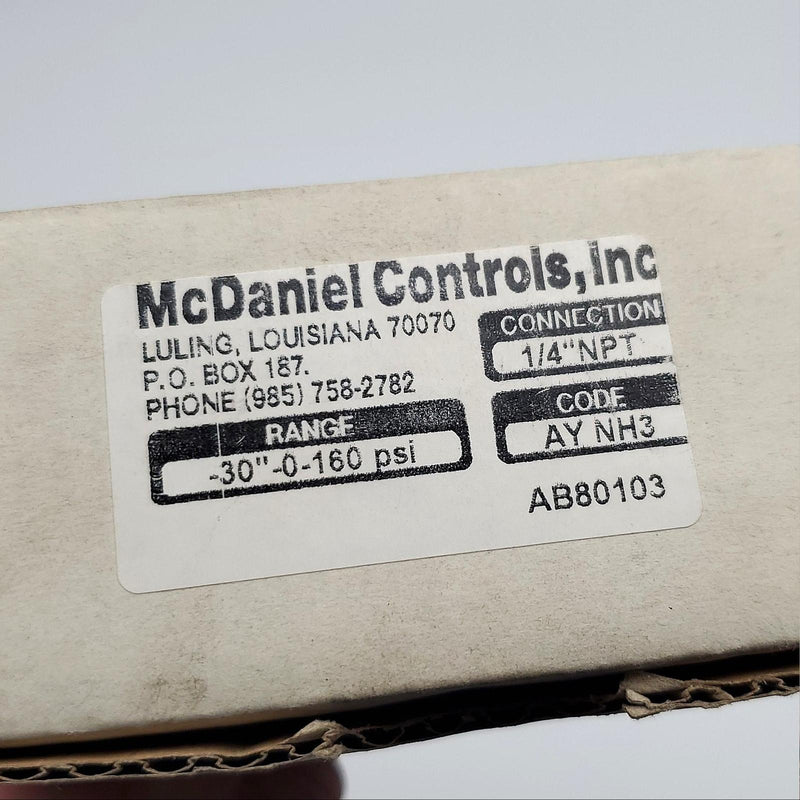 McDaniel Controls, Inc
LULING, LOUISIANA 70070
P.O. BOX 187.
PHONE (985) 758-2782
RANGE
-30"-0-160 psi
CONNECTION
1/4"NPT
CODE
AY NH3
AB80103